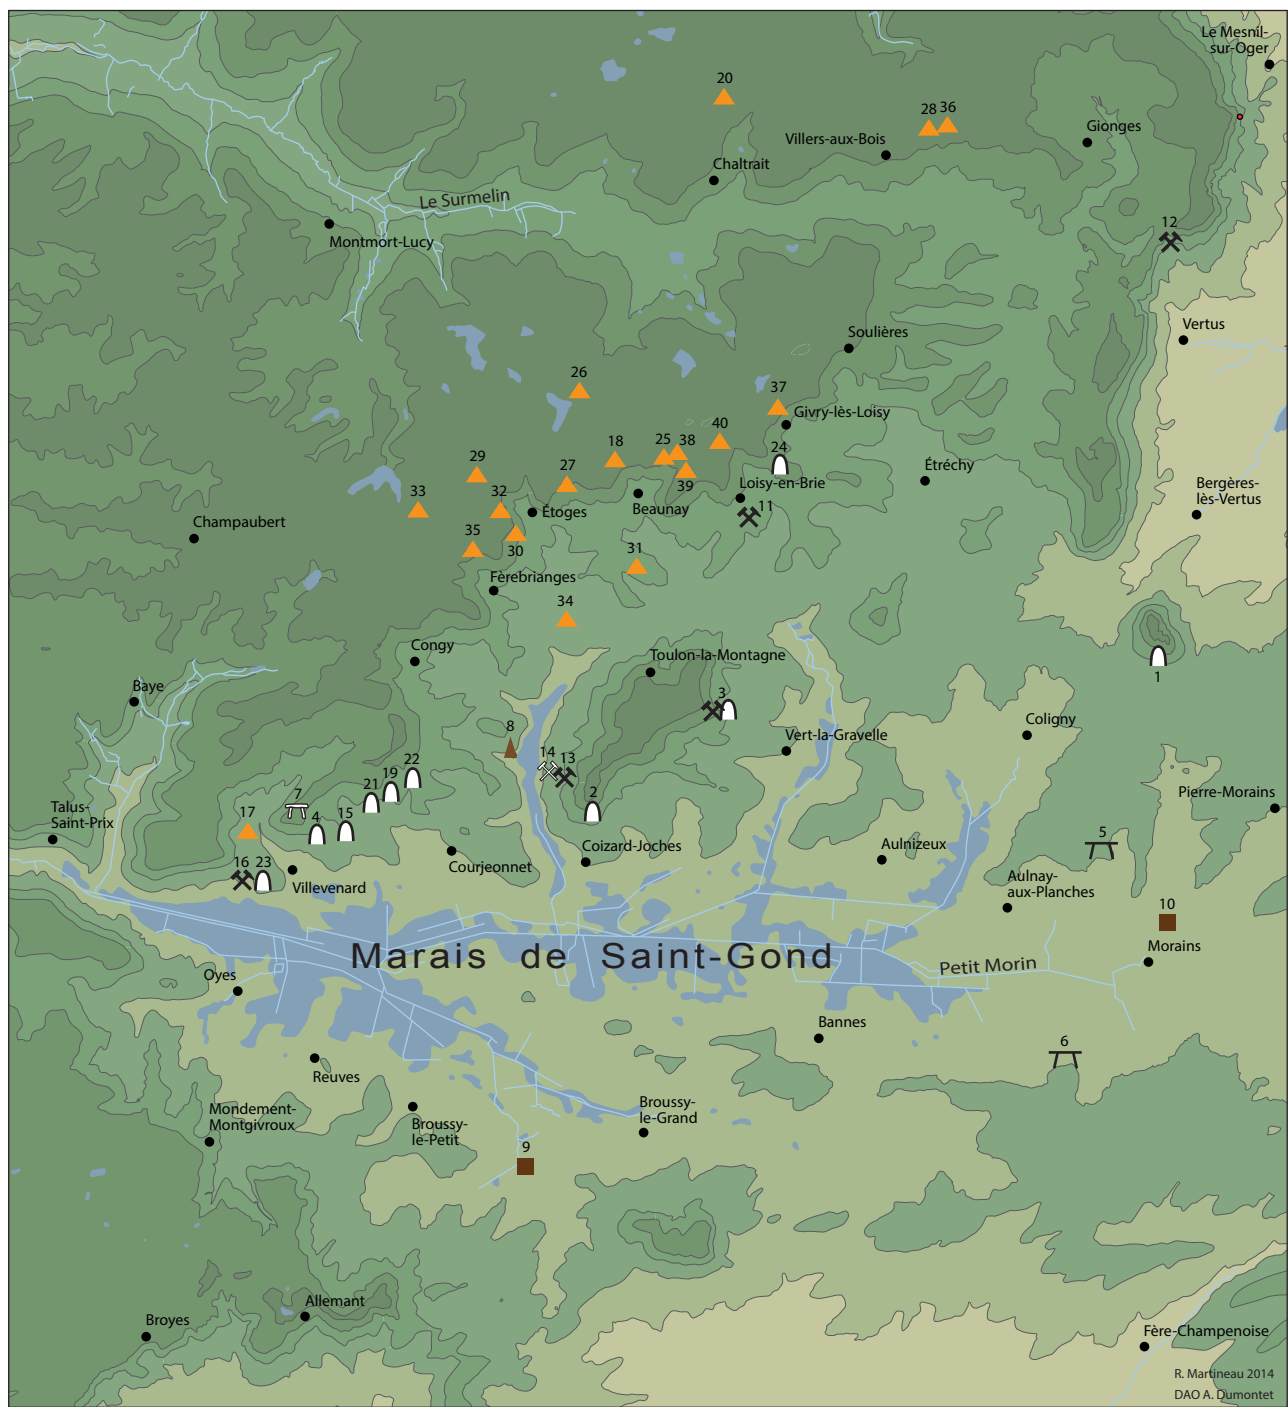 Le Mesnil-
sur-Oger
20
28 36
Gionges
Villers-aux-Bois
Chaltrait
Le Surmelin
12
Montmort-Lucy
Vertus
Soulières
26
37
Givry-lès-Loisy
40
25 38
18
24
29
27
39
Étréchy
Loisy-en-Brie
Bergères-
lès-Vertus
33
32
Étoges
Beaunay
11
Champaubert
35
30
31
Fèrebrianges
34
Congy
Toulon-la-Montagne
1
Baye
3
8
Vert-la-Gravelle
Coligny
14
13
22
19
21
2
7
Talus-
Saint-Prix
17
4
15
Pierre-Morains
5
Coizard-Joches
Aulnizeux
Courjeonnet
16 23
Villevenard
Aulnay-
aux-Planches
10
Morains
Marais de Saint-Gond
Petit Morin
Oyes
Bannes
6
Reuves
Mondement-
Montgivroux
Broussy-
le-Petit
Broussy-
le-Grand
9
Allemant
Broyes
Fère-Champenoise
R. Martineau 2014
DAO A. Dumontet